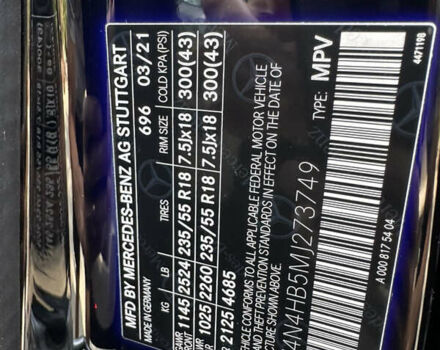 MFD BY MERCEDES-BENZ AG STUTTGART
MADE IN GERMANY 696 03/21
KG LB TIRES RIM SIZE COLD KPA (PSI)
FRONT 1145 2524 235/55 R18 7.5Jx18 300(43)
1025 2260 235/55 R18 7.5Jx18 300(43)
2125 4685
CONFORMS TO ALL APPLICABLE FEDERAL MOTOR VEHICLE
THEFT PREVENTION STANDARDS IN EFFECT ON THE DATE OF
MANUFACTURE SHOWN ABOVE.
4N4HB5MJ273749 TYPE: MPV
A 000 817 54 04
4471198